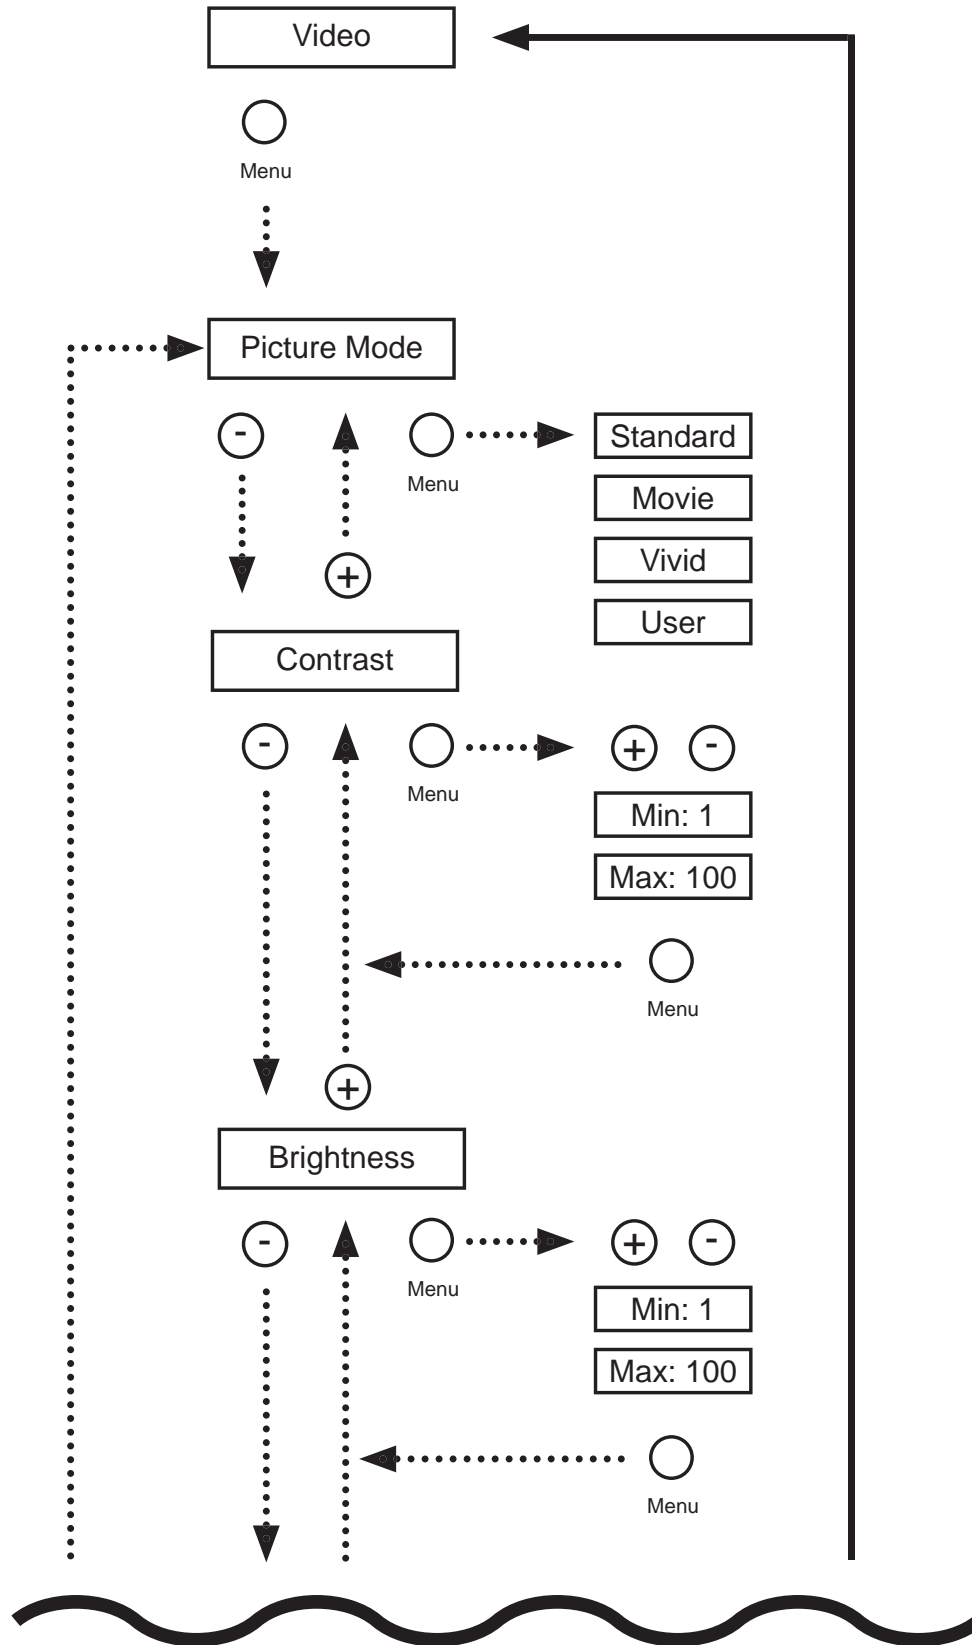 Video
Menu
Picture Mode
-
Menu
Standard
Movie
Vivid
User
+
Contrast
-
Menu
+ -
Min: 1
Max: 100
Menu
+
Brightness
-
Menu
+ -
Min: 1
Max: 100
Menu